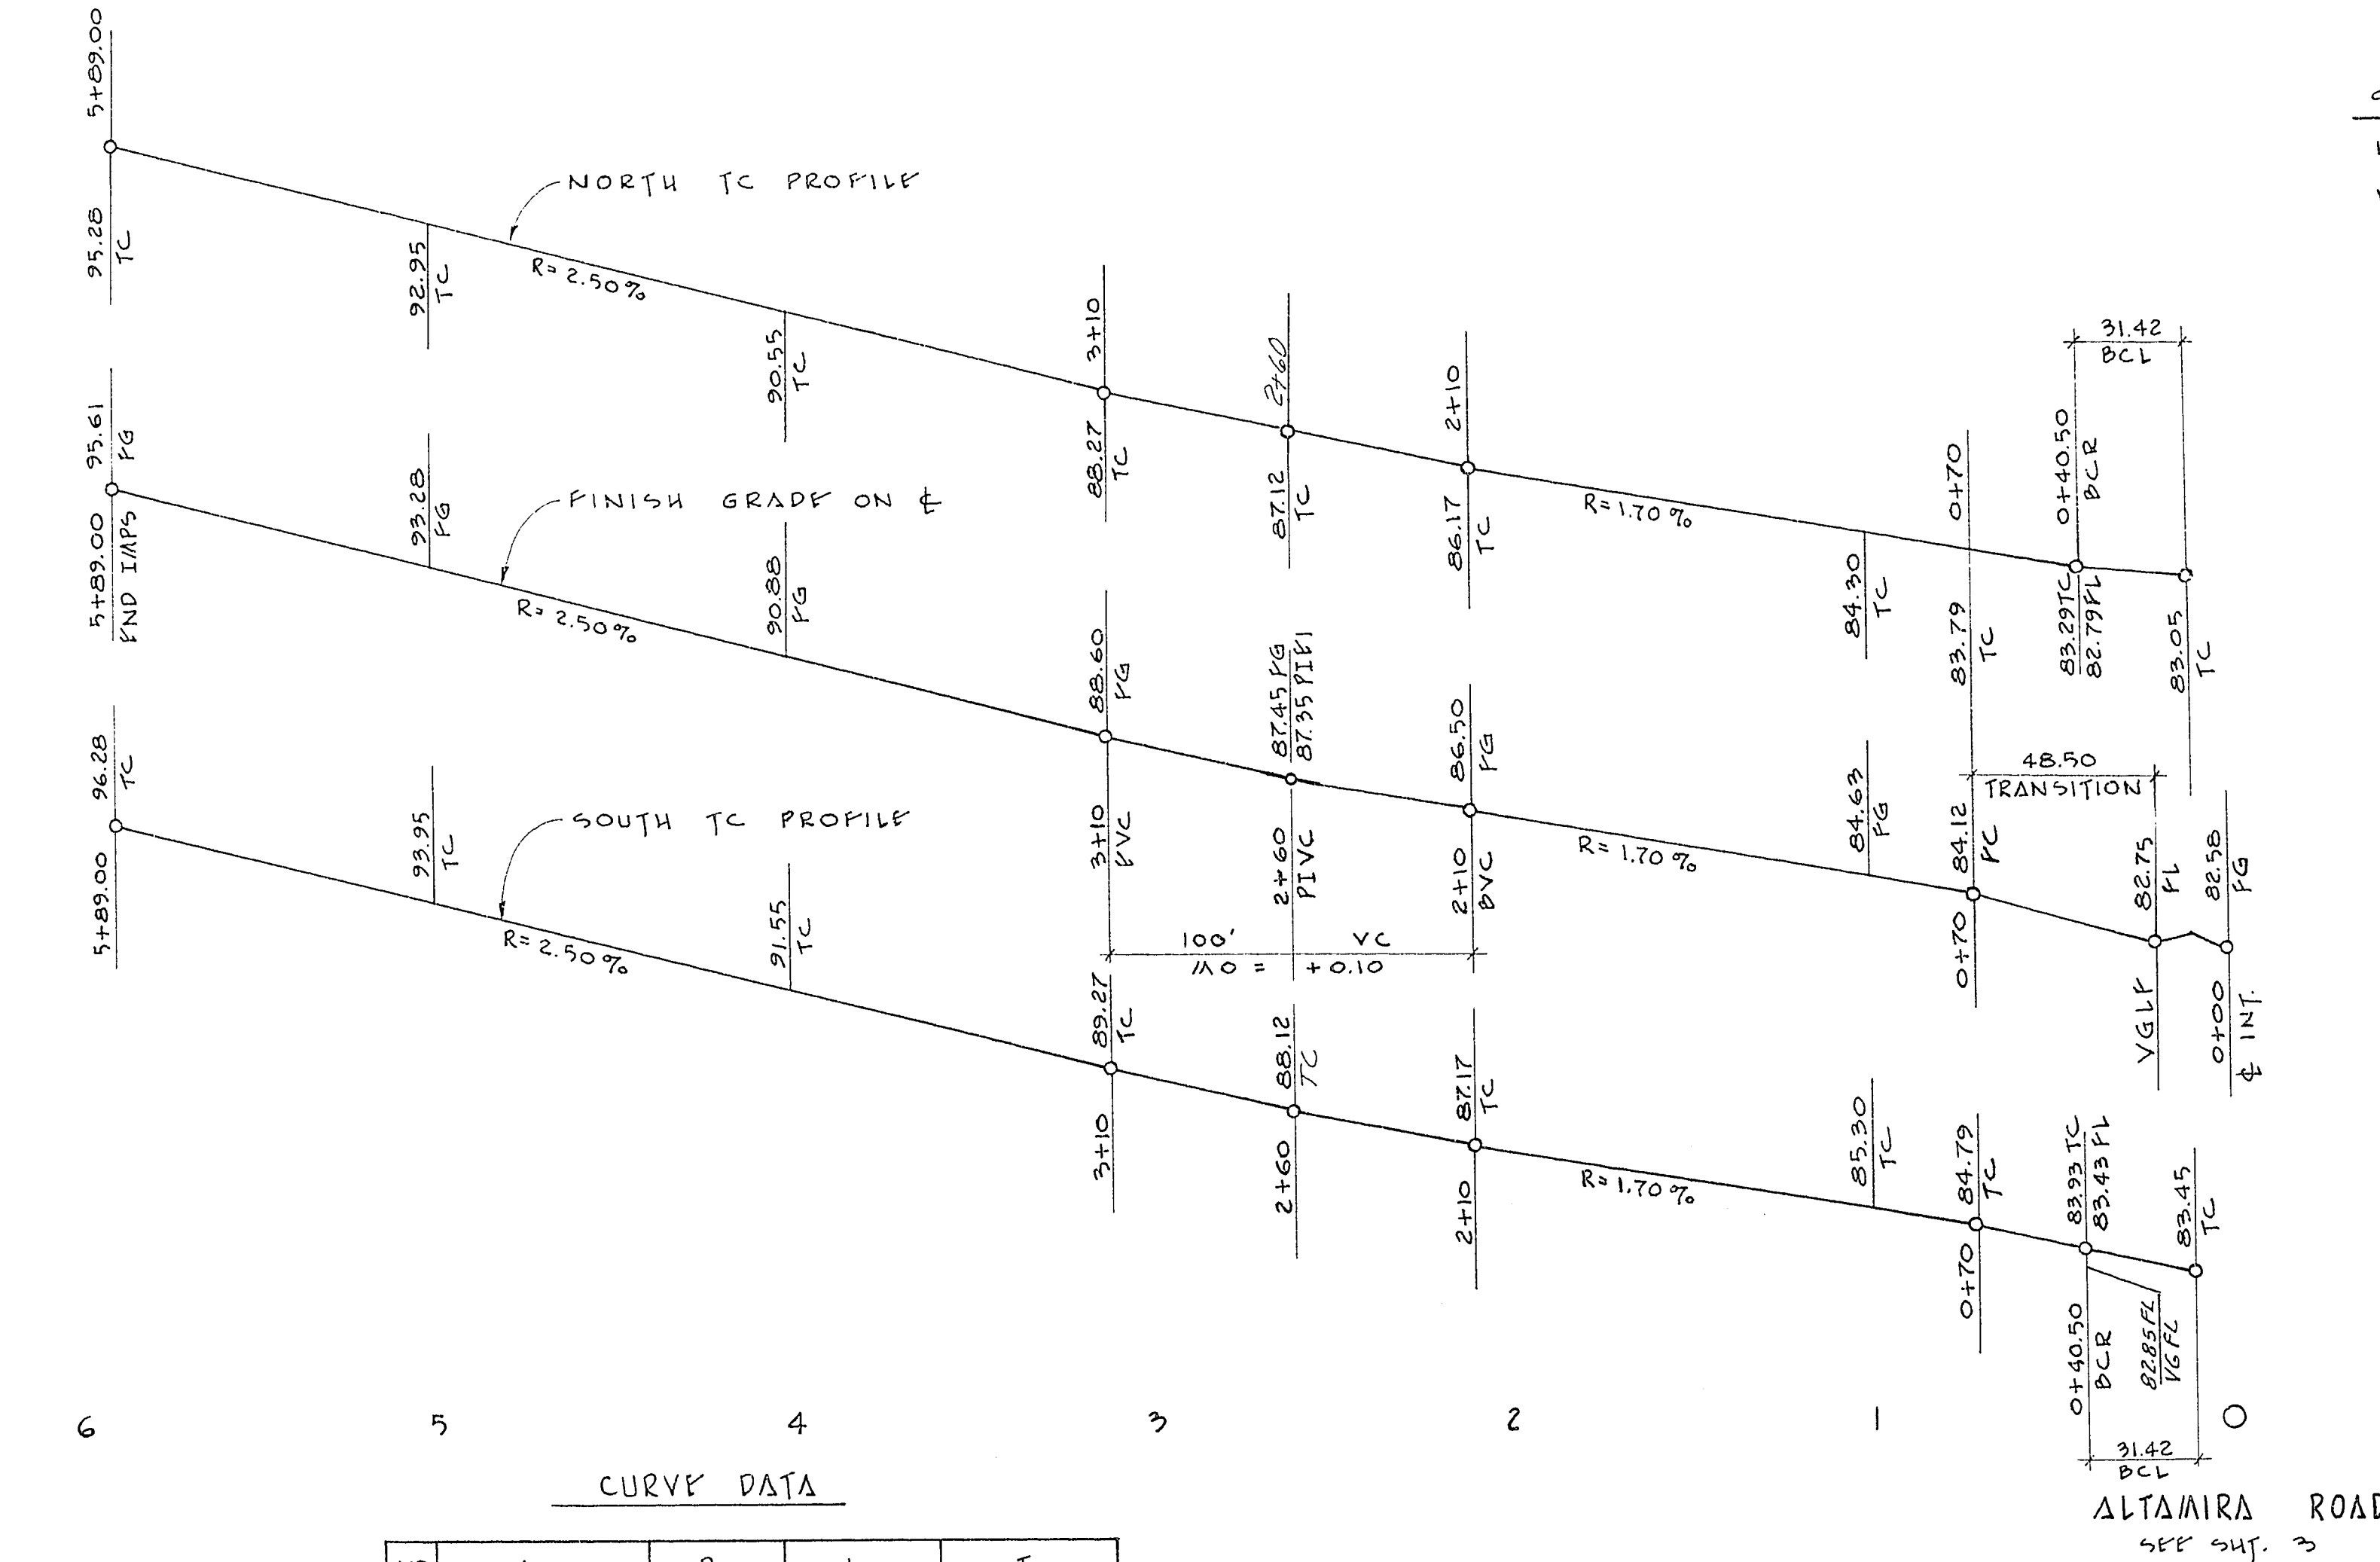 5+89.00
95.28
TC
92.95
TC
NORTH TC PROFILE
R= 2.50%
90.55
TC
3+10
88.27
TC
2+60
87.12
TC
2+10
86.17
TC
R=1.70%
84.30
TC
0+70
83.79
TC
0+40.50
BCR
83.29TC
82.79FL
31.42
BCL
83.05
TC
95.61
FG
5+89.00
END IMPS
93.28
FG
FINISH GRADE ON ℄
R= 2.50%
90.88
FG
88.60
FG
3+10
EVC
87.45 FG
87.35 PIEl
2+60
PIVC
86.50
FG
2+10
BVC
100' VC
MO = +0.10
R= 1.70%
84.63
FG
84.12
FG
0+70
48.50
TRANSITION
82.75
FL
VGLF
82.58
FG
0+00
℄ INT.
96.28
TC
5+89.00
93.95
TC
SOUTH TC PROFILE
R= 2.50%
91.55
TC
89.27
TC
3+10
88.12
TC
2+60
87.17
TC
2+10
R= 1.70%
85.30
TC
84.79
TC
0+70
83.93 TC
83.43 FL
0+40.50
BCR
82.85FL
VGFL
83.45
TC
31.42
BCL
6 5 4 3 2 1 0
CURVE DATA
ALTAMIRA ROAD
SEE SHT. 3